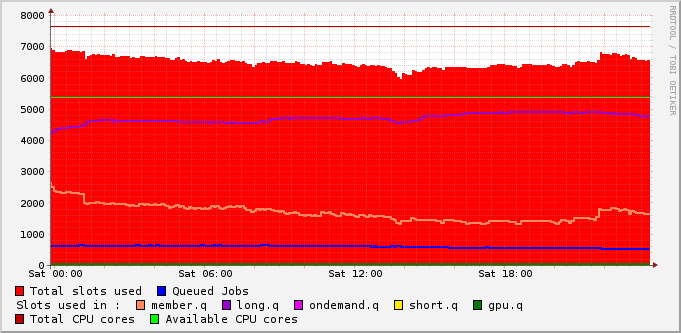 8000
7000
6000
5000
4000
3000
2000
1000
0
Sat 00:00 Sat 06:00 Sat 12:00 Sat 18:00
Total slots used Queued Jobs
Slots used in : member.q long.q ondemand.q short.q gpu.q
Total CPU cores Available CPU cores
RRDTOOL / TOBI OETIKER